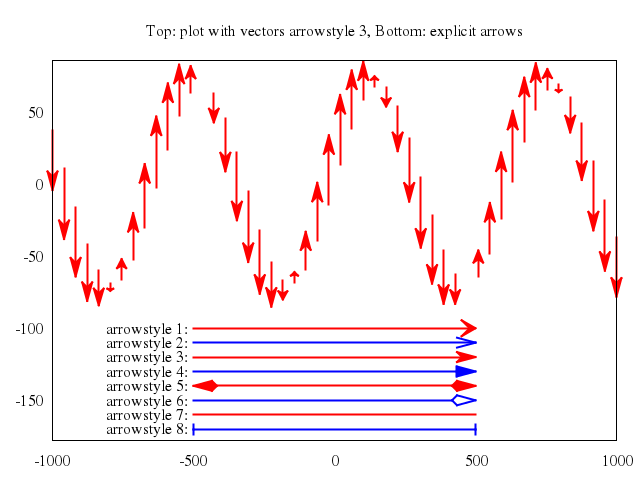 Top: plot with vectors arrowstyle 3, Bottom: explicit arrows
50
0
-50
-100
-150
arrowstyle 1:
arrowstyle 2:
arrowstyle 3:
arrowstyle 4:
arrowstyle 5:
arrowstyle 6:
arrowstyle 7:
arrowstyle 8:
-1000 -500 0 500 1000